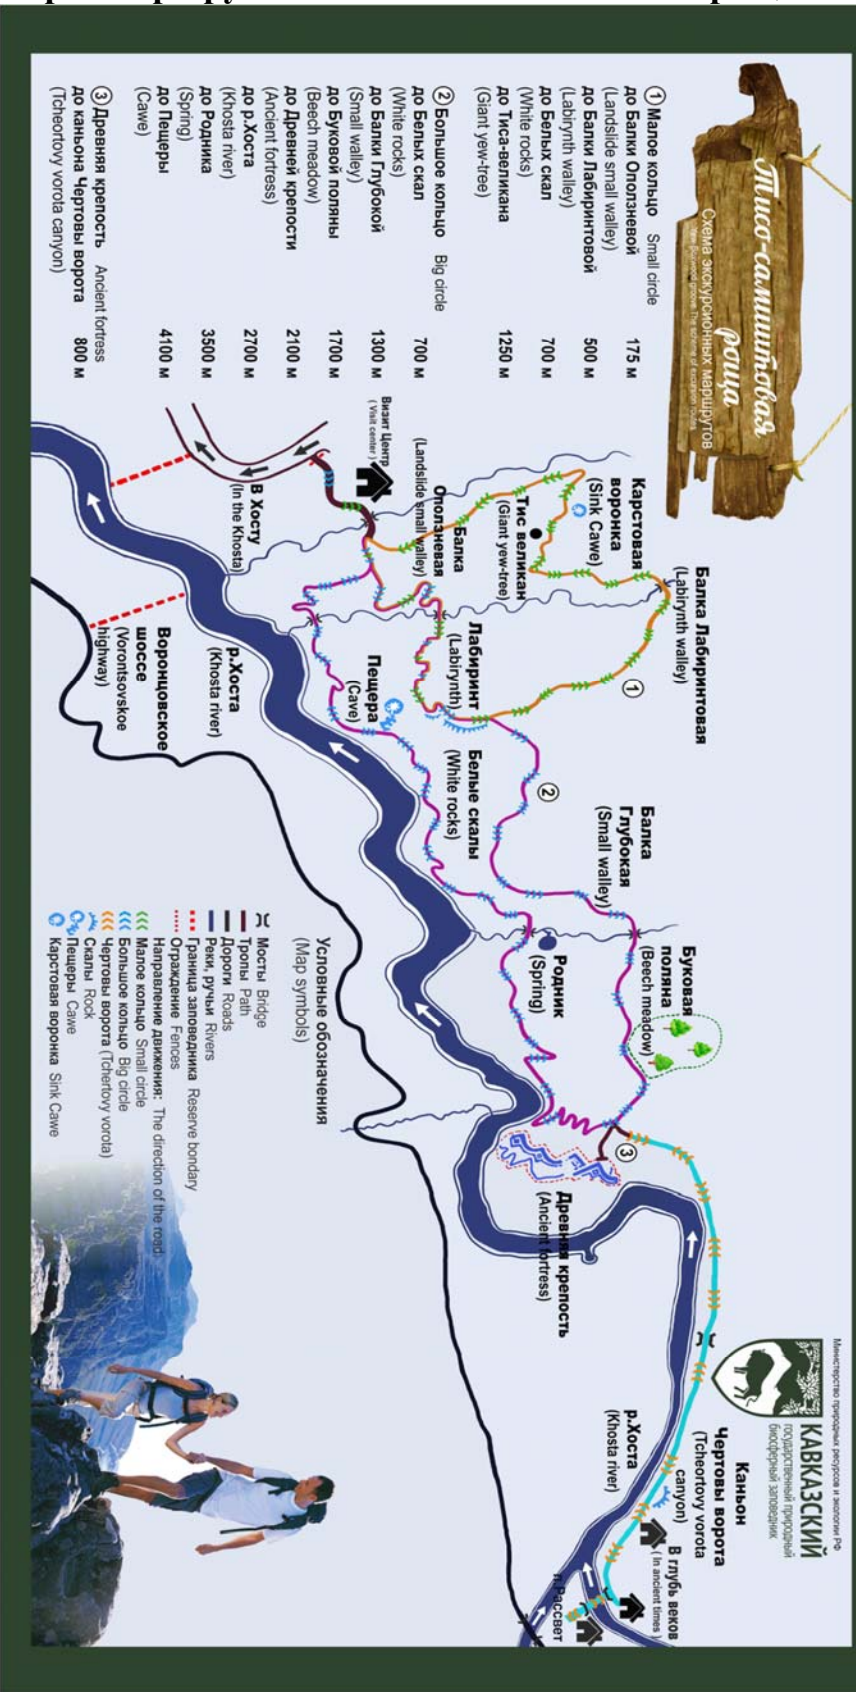 Тисо-самшитовая
роща
Схема экскурсионных маршрутов
① Малое кольцо Small circle
до Балки Оползневой 175 м
(Landslide small walley)
до Балки Лабиринтовой 500 м
(Labirynth walley)
до Белых скал 700 м
(White rocks)
до Тиса-великана 1250 м
(Giant yew-tree)
② Большое кольцо Big circle
до Белых скал 700 м
(White rocks)
до Балки Глубокой 1300 м
(Small walley)
до Буковой поляны 1700 м
(Beech meadow)
до Древней крепости 2100 м
(Ancient fortress)
до р.Хоста 2700 м
(Khosta river)
до Родника 3500 м
(Spring)
до Пещеры 4100 м
(Cawe)
③ Древняя крепость Ancient fortress
до каньона Чертовы ворота 800 м
(Tcheortovy vorota canyon)
Визит Центр
( Visit center )
Карстовая
воронка
(Sink Cawe)
Тис великан
(Giant yew-tree)
Балка
Оползневая
(Landslide small walley)
В Хосту
(In the Khosta)
Балка Лабиринтовая
(Labirynth walley)
①
Лабиринт
(Labirynth)
Пещера
(Cave)
р.Хоста
(Khosta river)
Воронцовское
шоссе
(Vorontsovskoe
highway)
②
Белые скалы
(White rocks)
Балка
Глубокая
(Small walley)
Родник
(Spring)
Буковая
поляна
(Beech meadow)
③
Древняя крепость
(Ancient fortress)
Условные обозначения
(Map symbols)
Мосты Bridge
Тропы Path
Дороги Roads
Реки, ручьи Rivers
Граница заповедника Reserve bondary
Ограждение Fences
Направление движения: The direction of the road:
Малое кольцо Small circle
Большое кольцо Big circle
Чертовы ворота (Tchertovy vorota)
Скалы Rock
Пещеры Cawe
Карстовая воронка Sink Cawe
Министерство природных ресурсов и экологии РФ
КАВКАЗСКИЙ
государственный природный
биосферный заповедник
Каньон
Чертовы ворота
(Tcheortovy vorota
canyon)
р.Хоста
(Khosta river)
В глубь веков
( In ancient times )
п.Рассвет